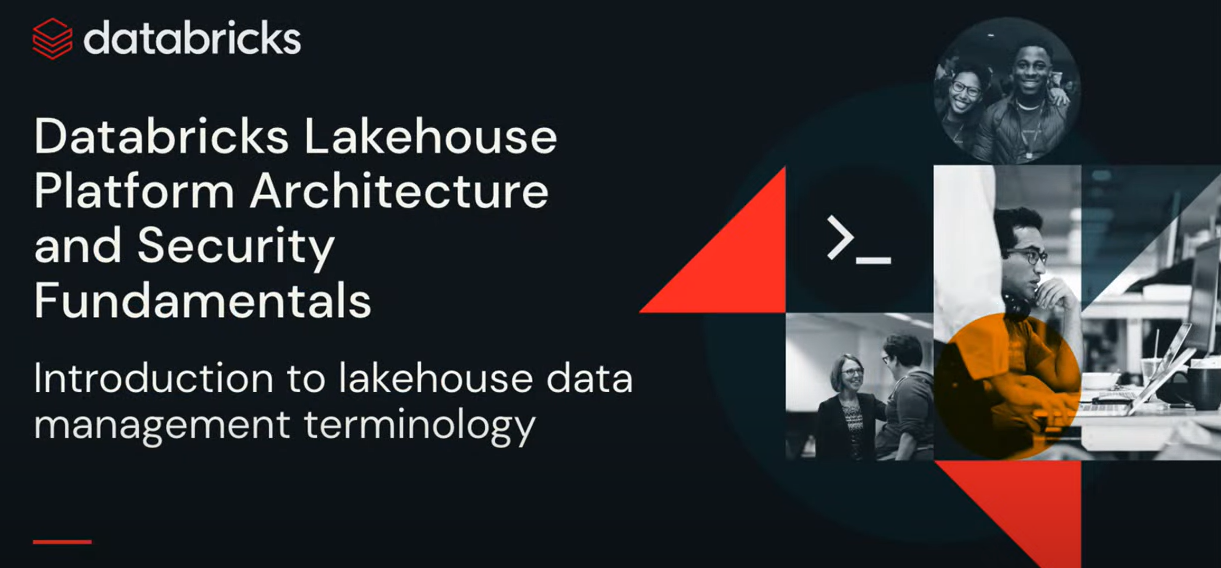 databricks
Databricks Lakehouse
Platform Architecture
and Security
Fundamentals
Introduction to lakehouse data
management terminology
>_